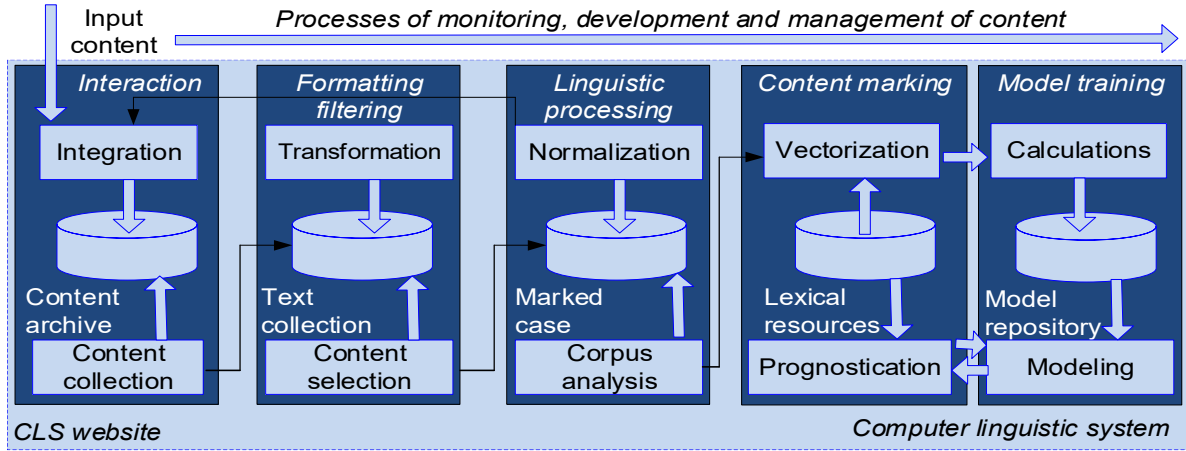 Input
content
Processes of monitoring, development and management of content
Interaction
Integration
Content
archive
Content
collection
Formatting
filtering
Transformation
Text
collection
Content
selection
Linguistic
processing
Normalization
Marked
case
Corpus
analysis
Content marking
Vectorization
Lexical
resources
Prognostication
Model training
Calculations
Model
repository
Modeling
CLS website
Computer linguistic system